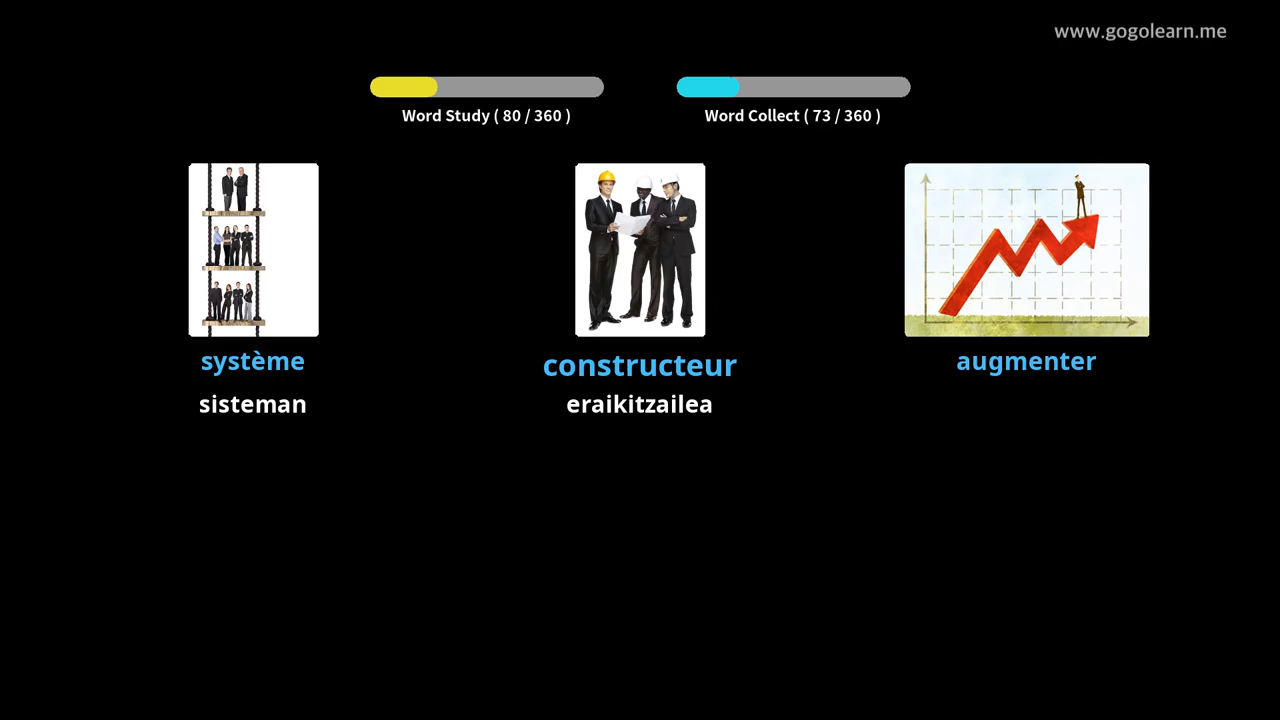 www.gogolearn.me
Word Study ( 80 / 360 )
Word Collect ( 73 / 360 )
système
constructeur
augmenter
sisteman
eraikitzailea